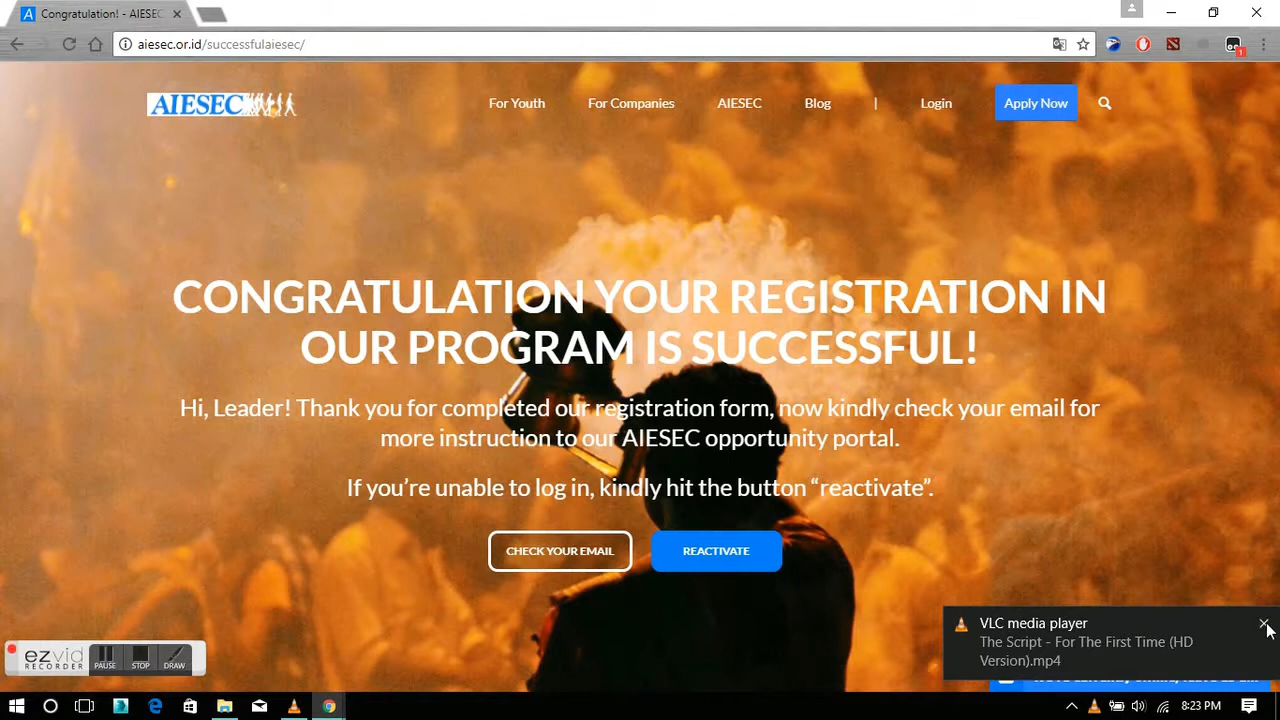 Congratulation! - AIESEC
aiesec.or.id/successfulaiesec/
1
AIESEC
For Youth
For Companies
AIESEC
Blog
|
Login
Apply Now
CONGRATULATION YOUR REGISTRATION IN
OUR PROGRAM IS SUCCESSFUL!
Hi, Leader! Thank you for completed our registration form, now kindly check your email for
more instruction to our AIESEC opportunity portal.
If you're unable to log in, kindly hit the button “reactivate”.
CHECK YOUR EMAIL
REACTIVATE
VLC media player
The Script - For The First Time (HD
Version).mp4
ezvid
RECORDER
PAUSE
STOP
DRAW
8:23 PM